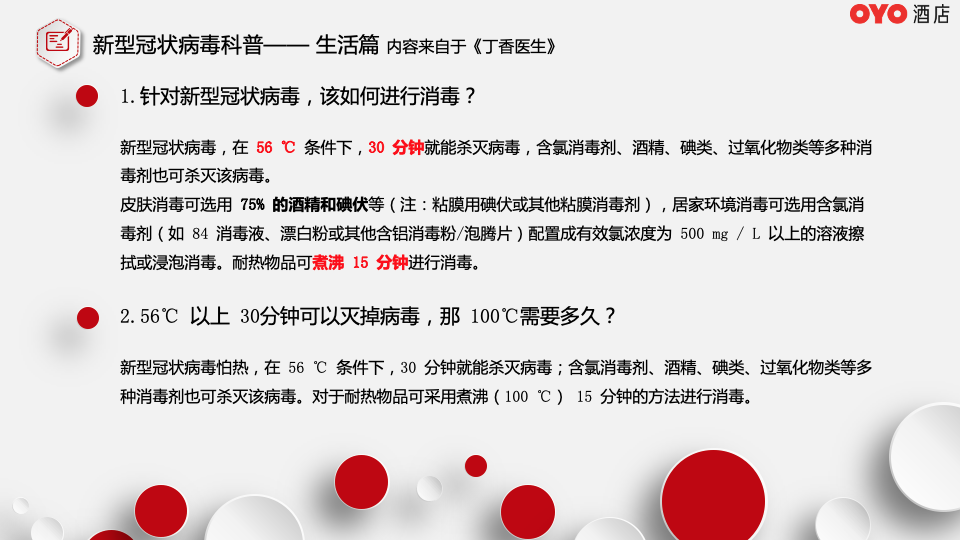 OYO 酒店
新型冠状病毒科普—— 生活篇 内容来自于《丁香医生》
1.针对新型冠状病毒，该如何进行消毒？
新型冠状病毒，在 56 ℃ 条件下，30 分钟就能杀灭病毒，含氯消毒剂、酒精、碘类、过氧化物类等多种消
毒剂也可杀灭该病毒。
皮肤消毒可选用 75% 的酒精和碘伏等（注：粘膜用碘伏或其他粘膜消毒剂），居家环境消毒可选用含氯消
毒剂（如 84 消毒液、漂白粉或其他含铝消毒粉/泡腾片）配置成有效氯浓度为 500 mg / L 以上的溶液擦
拭或浸泡消毒。耐热物品可煮沸 15 分钟进行消毒。
2.56℃ 以上 30分钟可以灭掉病毒，那 100℃需要多久？
新型冠状病毒怕热，在 56 ℃ 条件下，30 分钟就能杀灭病毒；含氯消毒剂、酒精、碘类、过氧化物类等多
种消毒剂也可杀灭该病毒。对于耐热物品可采用煮沸（100 ℃ ） 15 分钟的方法进行消毒。